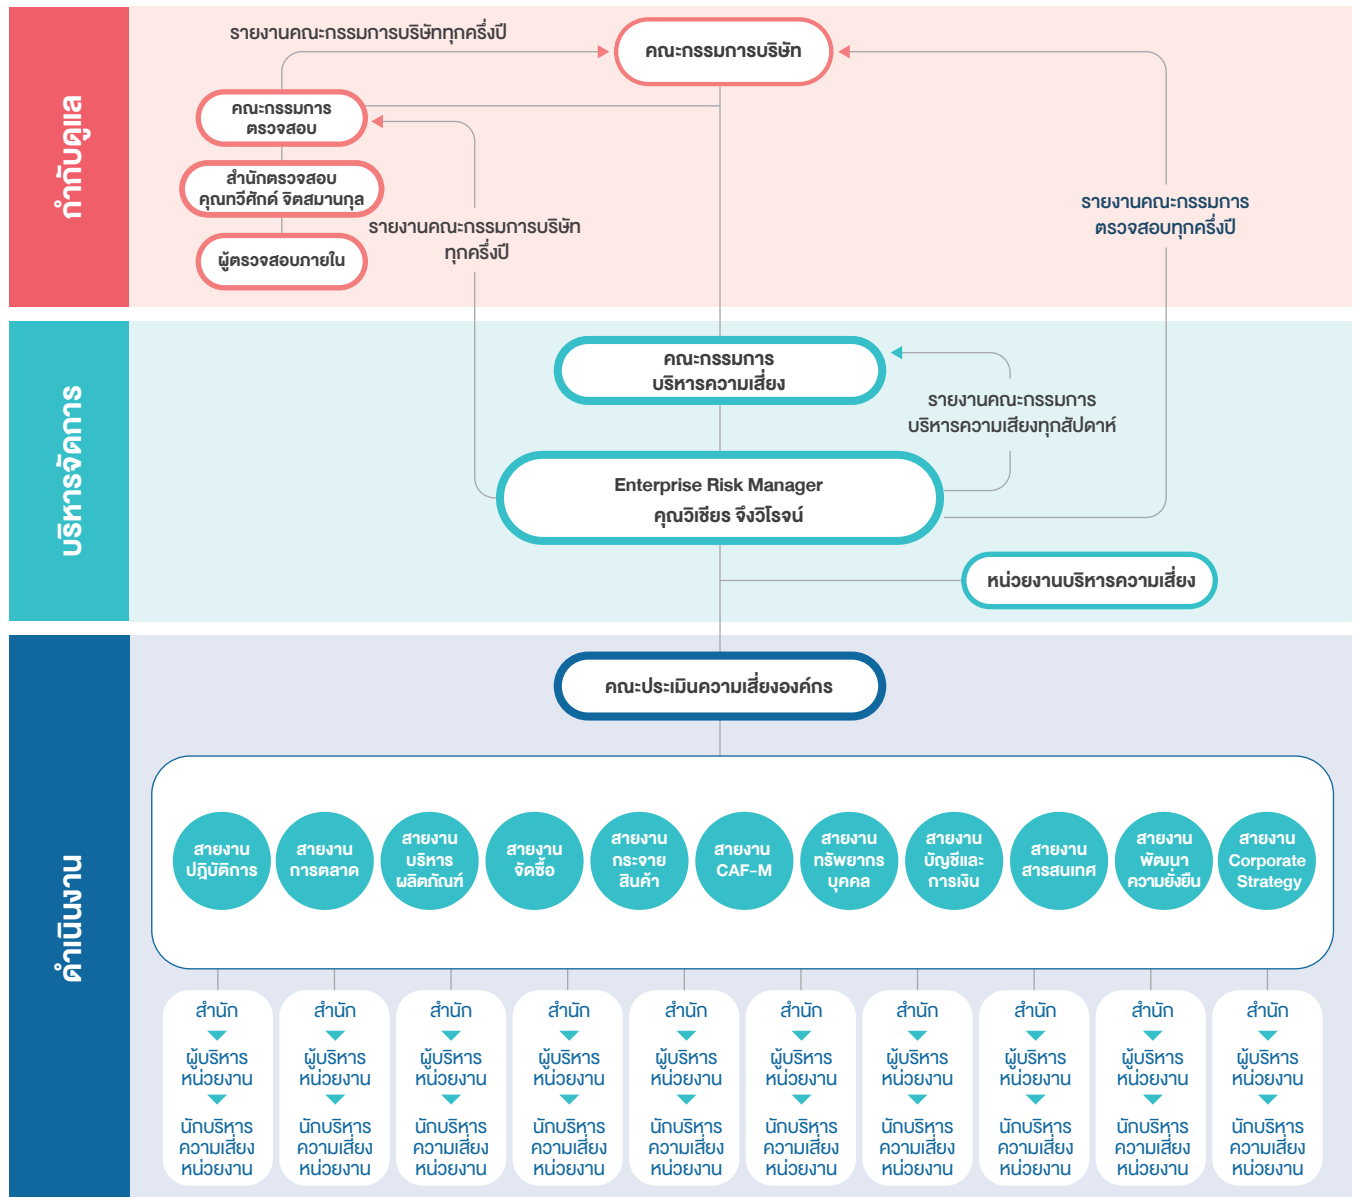 กำกับดูแล
รายงานคณะกรรมการบริษัททุกครึ่งปี
คณะกรรมการบริษัท
คณะกรรมการ
ตรวจสอบ
สำนักตรวจสอบ
คุณทวีศักดิ์ จิตสมานกุล
ผู้ตรวจสอบภายใน
รายงานคณะกรรมการบริษัท
ทุกครึ่งปี
รายงานคณะกรรมการ
ตรวจสอบทุกครึ่งปี
บริหารจัดการ
คณะกรรมการ
บริหารความเสี่ยง
รายงานคณะกรรมการ
บริหารความเสียงทุกสัปดาห์
Enterprise Risk Manager
คุณวิเชียร จึงวิโรจน์
หน่วยงานบริหารความเสี่ยง
ดำเนินงาน
คณะประเมินความเสี่ยงองค์กร
สายงาน
ปฏิบัติการ
สายงาน
การตลาด
สายงาน
บริหาร
ผลิตภัณฑ์
สายงาน
จัดซื้อ
สายงาน
กระจาย
สินค้า
สายงาน
CAF-M
สายงาน
ทรัพยากร
บุคคล
สายงาน
บัญชีและ
การเงิน
สายงาน
สารสนเทศ
สายงาน
พัฒนา
ความยั่งยืน
สายงาน
Corporate
Strategy
สำนัก
ผู้บริหาร
หน่วยงาน
นักบริหาร
ความเสี่ยง
หน่วยงาน
สำนัก
ผู้บริหาร
หน่วยงาน
นักบริหาร
ความเสี่ยง
หน่วยงาน
สำนัก
ผู้บริหาร
หน่วยงาน
นักบริหาร
ความเสี่ยง
หน่วยงาน
สำนัก
ผู้บริหาร
หน่วยงาน
นักบริหาร
ความเสี่ยง
หน่วยงาน
สำนัก
ผู้บริหาร
หน่วยงาน
นักบริหาร
ความเสี่ยง
หน่วยงาน
สำนัก
ผู้บริหาร
หน่วยงาน
นักบริหาร
ความเสี่ยง
หน่วยงาน
สำนัก
ผู้บริหาร
หน่วยงาน
นักบริหาร
ความเสี่ยง
หน่วยงาน
สำนัก
ผู้บริหาร
หน่วยงาน
นักบริหาร
ความเสี่ยง
หน่วยงาน
สำนัก
ผู้บริหาร
หน่วยงาน
นักบริหาร
ความเสี่ยง
หน่วยงาน
สำนัก
ผู้บริหาร
หน่วยงาน
นักบริหาร
ความเสี่ยง
หน่วยงาน